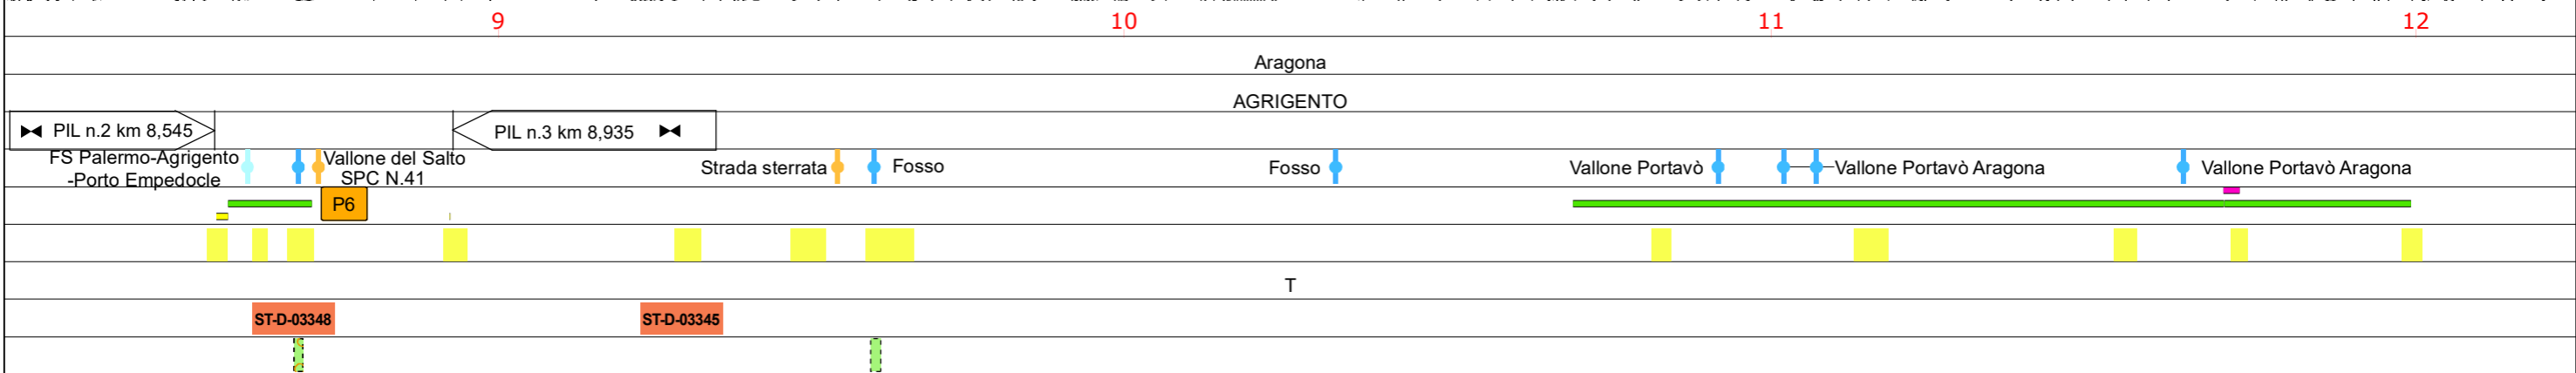 9 10 11 12
Aragona
AGRIGENTO
PIL n.2 km 8,545 PIL n.3 km 8,935
FS Palermo-Agrigento
-Porto Empedocle
Vallone del Salto
SPC N.41
Strada sterrata
Fosso
Fosso
Vallone Portavò
Vallone Portavò Aragona
Vallone Portavò Aragona
P6
T
ST-D-03348 ST-D-03345